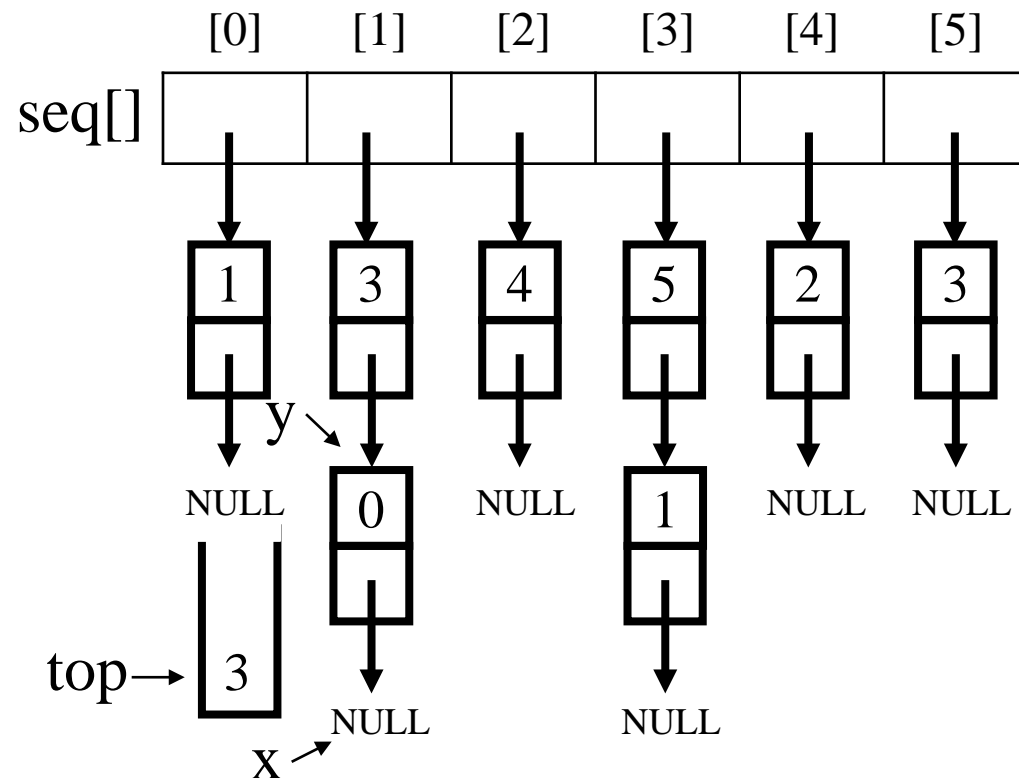 [0] [1] [2] [3] [4] [5]
seq[]
1 3 4 5 2 3
y
NULL 0 NULL 1 NULL NULL
top 3
NULL NULL
x